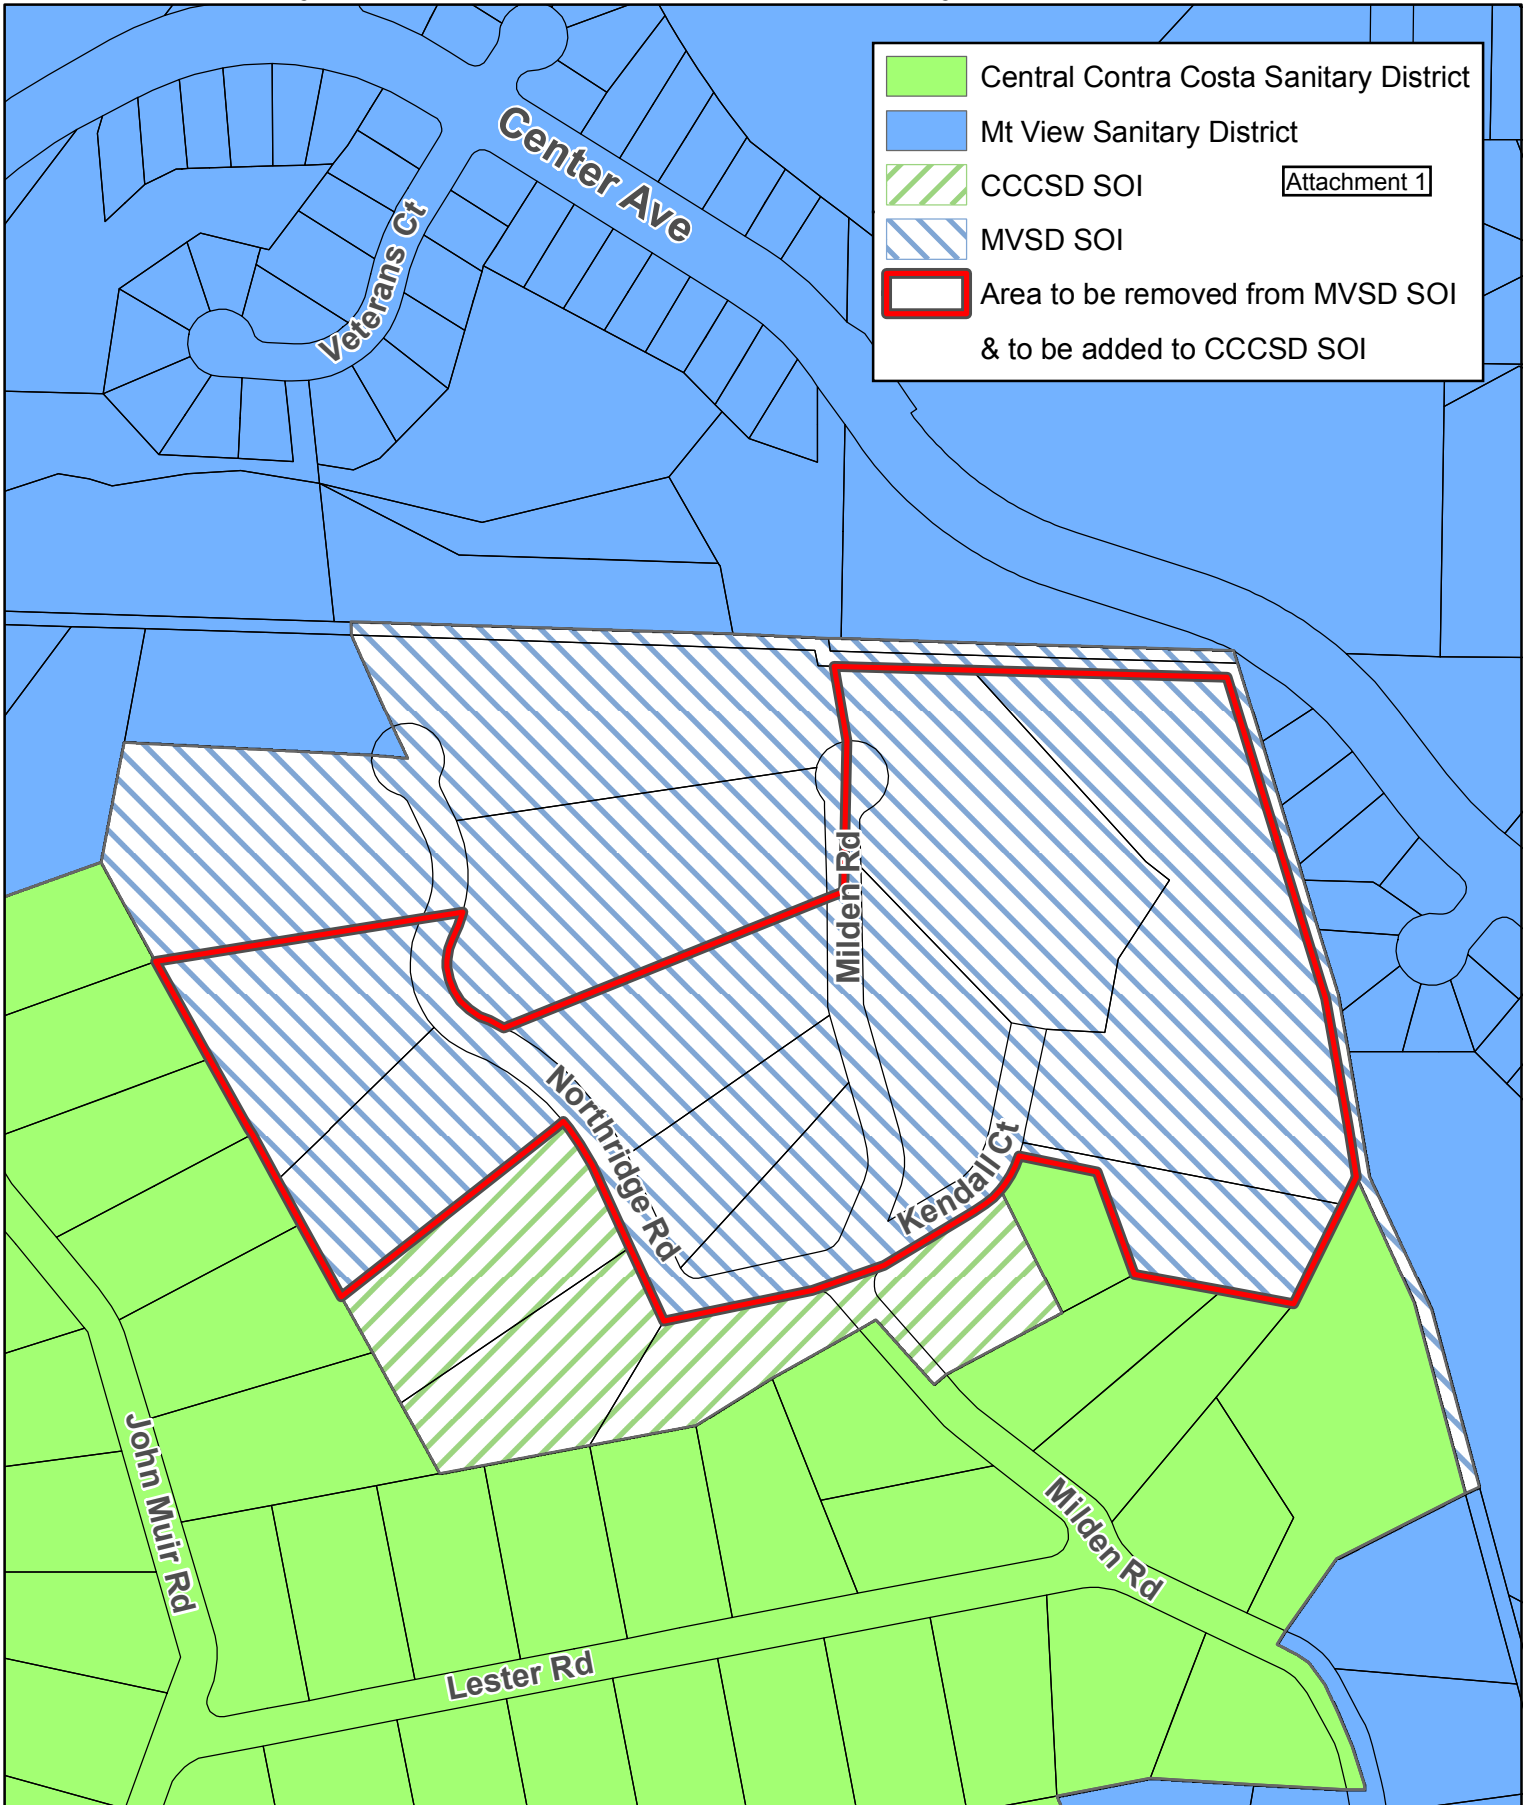 Central Contra Costa Sanitary District
Mt View Sanitary District
CCCSD SOI
Attachment 1
MVSD SOI
Area to be removed from MVSD SOI
& to be added to CCCSD SOI
Center Ave
Veterans Ct
Milden Rd
Northridge Rd
Kendall Ct
John Muir Rd
Milden Rd
Lester Rd